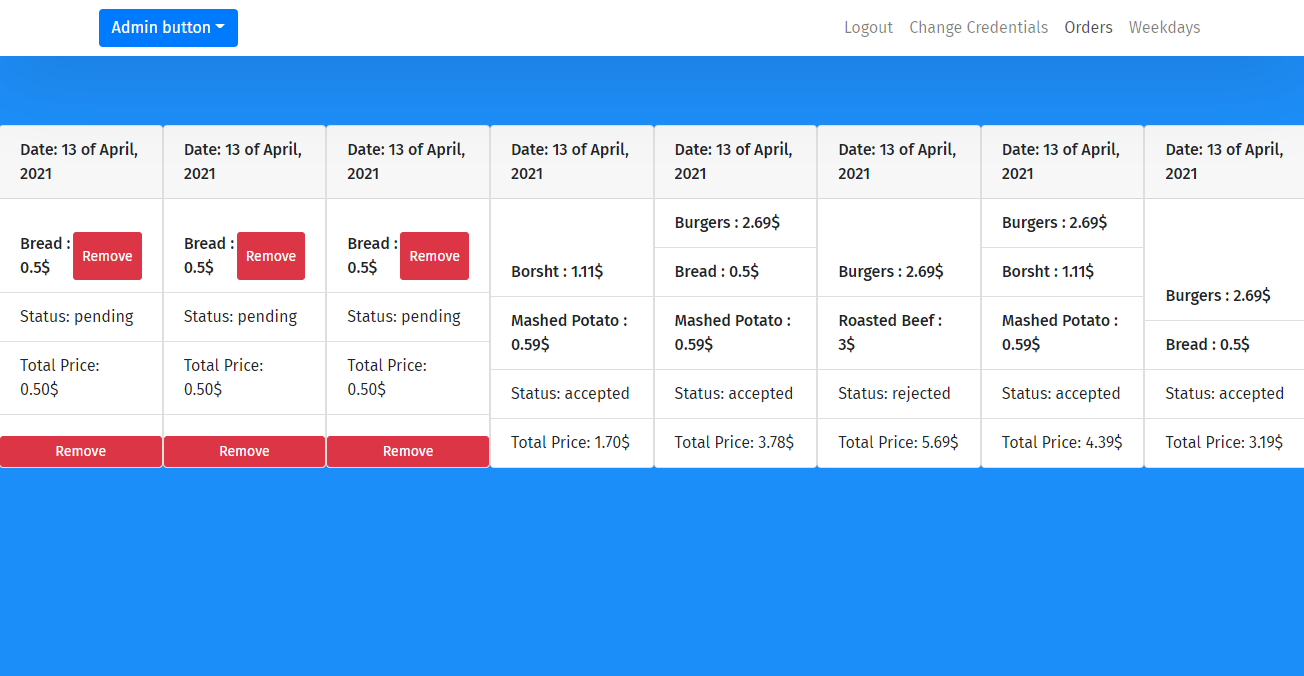 Admin button
Logout
Change Credentials
Orders
Weekdays
Date: 13 of April,
2021
Bread :
0.5$
Remove
Status: pending
Total Price:
0.50$
Remove
Date: 13 of April,
2021
Bread :
0.5$
Remove
Status: pending
Total Price:
0.50$
Remove
Date: 13 of April,
2021
Bread :
0.5$
Remove
Status: pending
Total Price:
0.50$
Remove
Date: 13 of April,
2021
Borsht : 1.11$
Mashed Potato :
0.59$
Status: accepted
Total Price: 1.70$
Date: 13 of April,
2021
Burgers : 2.69$
Bread : 0.5$
Mashed Potato :
0.59$
Status: accepted
Total Price: 3.78$
Date: 13 of April,
2021
Burgers : 2.69$
Roasted Beef :
3$
Status: rejected
Total Price: 5.69$
Date: 13 of April,
2021
Burgers : 2.69$
Borsht : 1.11$
Mashed Potato :
0.59$
Status: accepted
Total Price: 4.39$
Date: 13 of April,
2021
Burgers : 2.69$
Bread : 0.5$
Status: accepted
Total Price: 3.19$